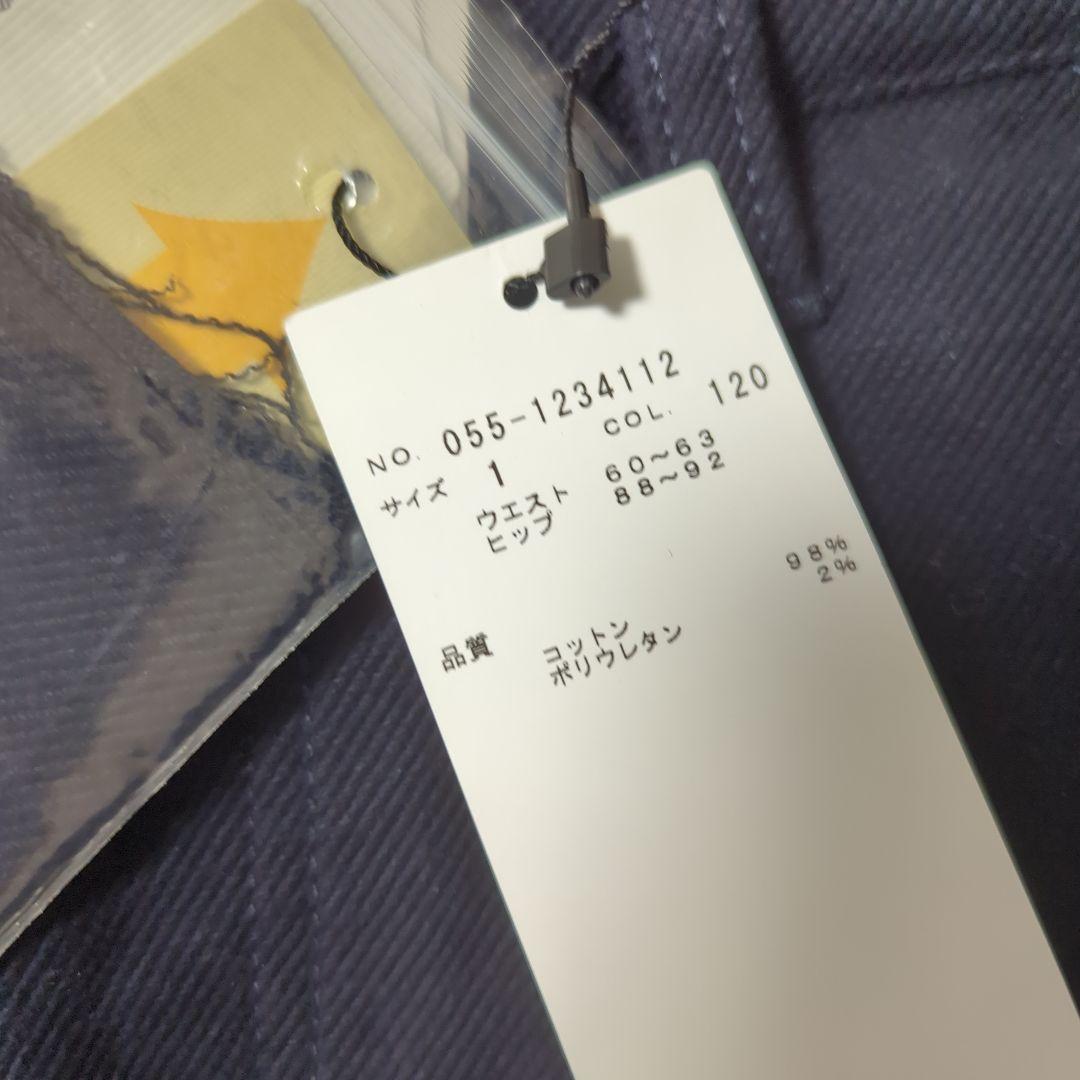 NO. 055-1234112
COL. 120
サイズ 1
ウエスト 60~63
ヒップ 88~92
品質 コットン 98%
ポリウレタン 2%